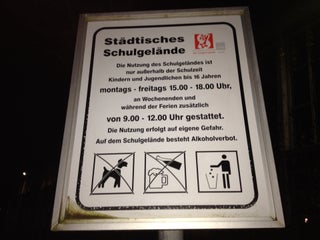 Städtisches
Schulgelände
Die Nutzung des Schulgeländes ist
nur außerhalb der Schulzeit
Kindern und Jugendlichen bis 16 Jahren
montags - freitags 15.00 - 18.00 Uhr,
an Wochenenden und
während der Ferien zusätzlich
von 9.00 - 12.00 Uhr gestattet.
Die Nutzung erfolgt auf eigene Gefahr.
Auf dem Schulgelände besteht Alkoholverbot.